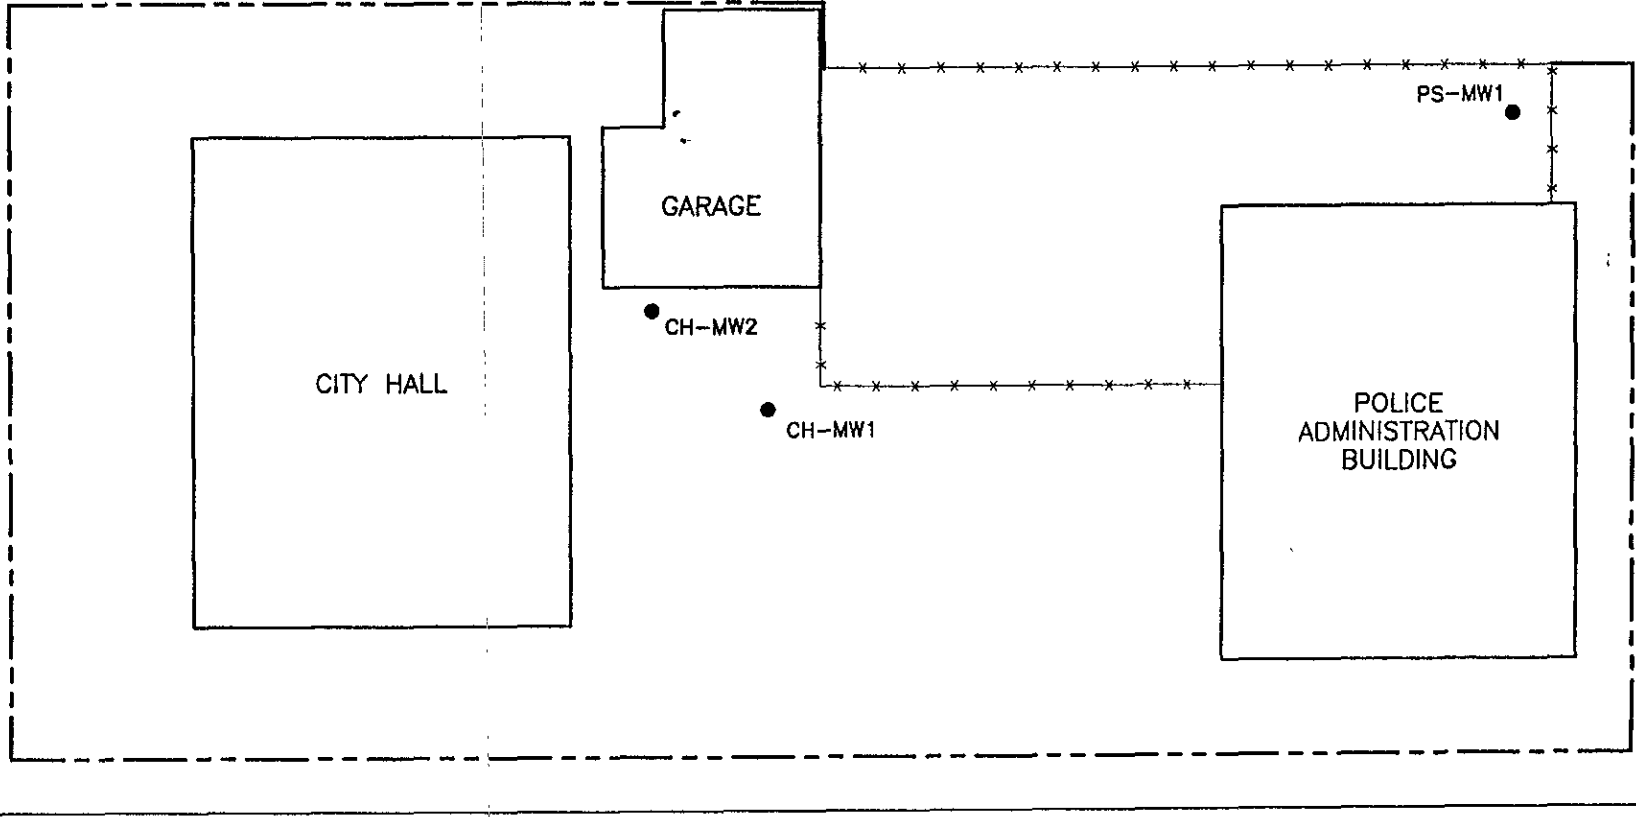 PS-MW1
GARAGE
CH-MW2
CITY HALL
CH-MW1
POLICE
ADMINISTRATION
BUILDING